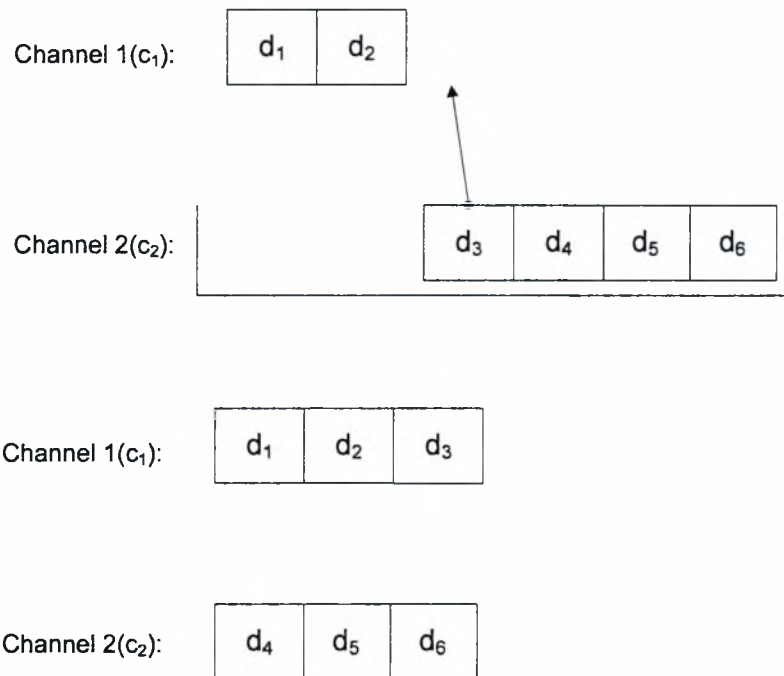 Channel 1(c₁): d₁ d₂
Channel 2(c₂): d₃ d₄ d₅ d₆
Channel 1(c₁): d₁ d₂ d₃
Channel 2(c₂): d₄ d₅ d₆